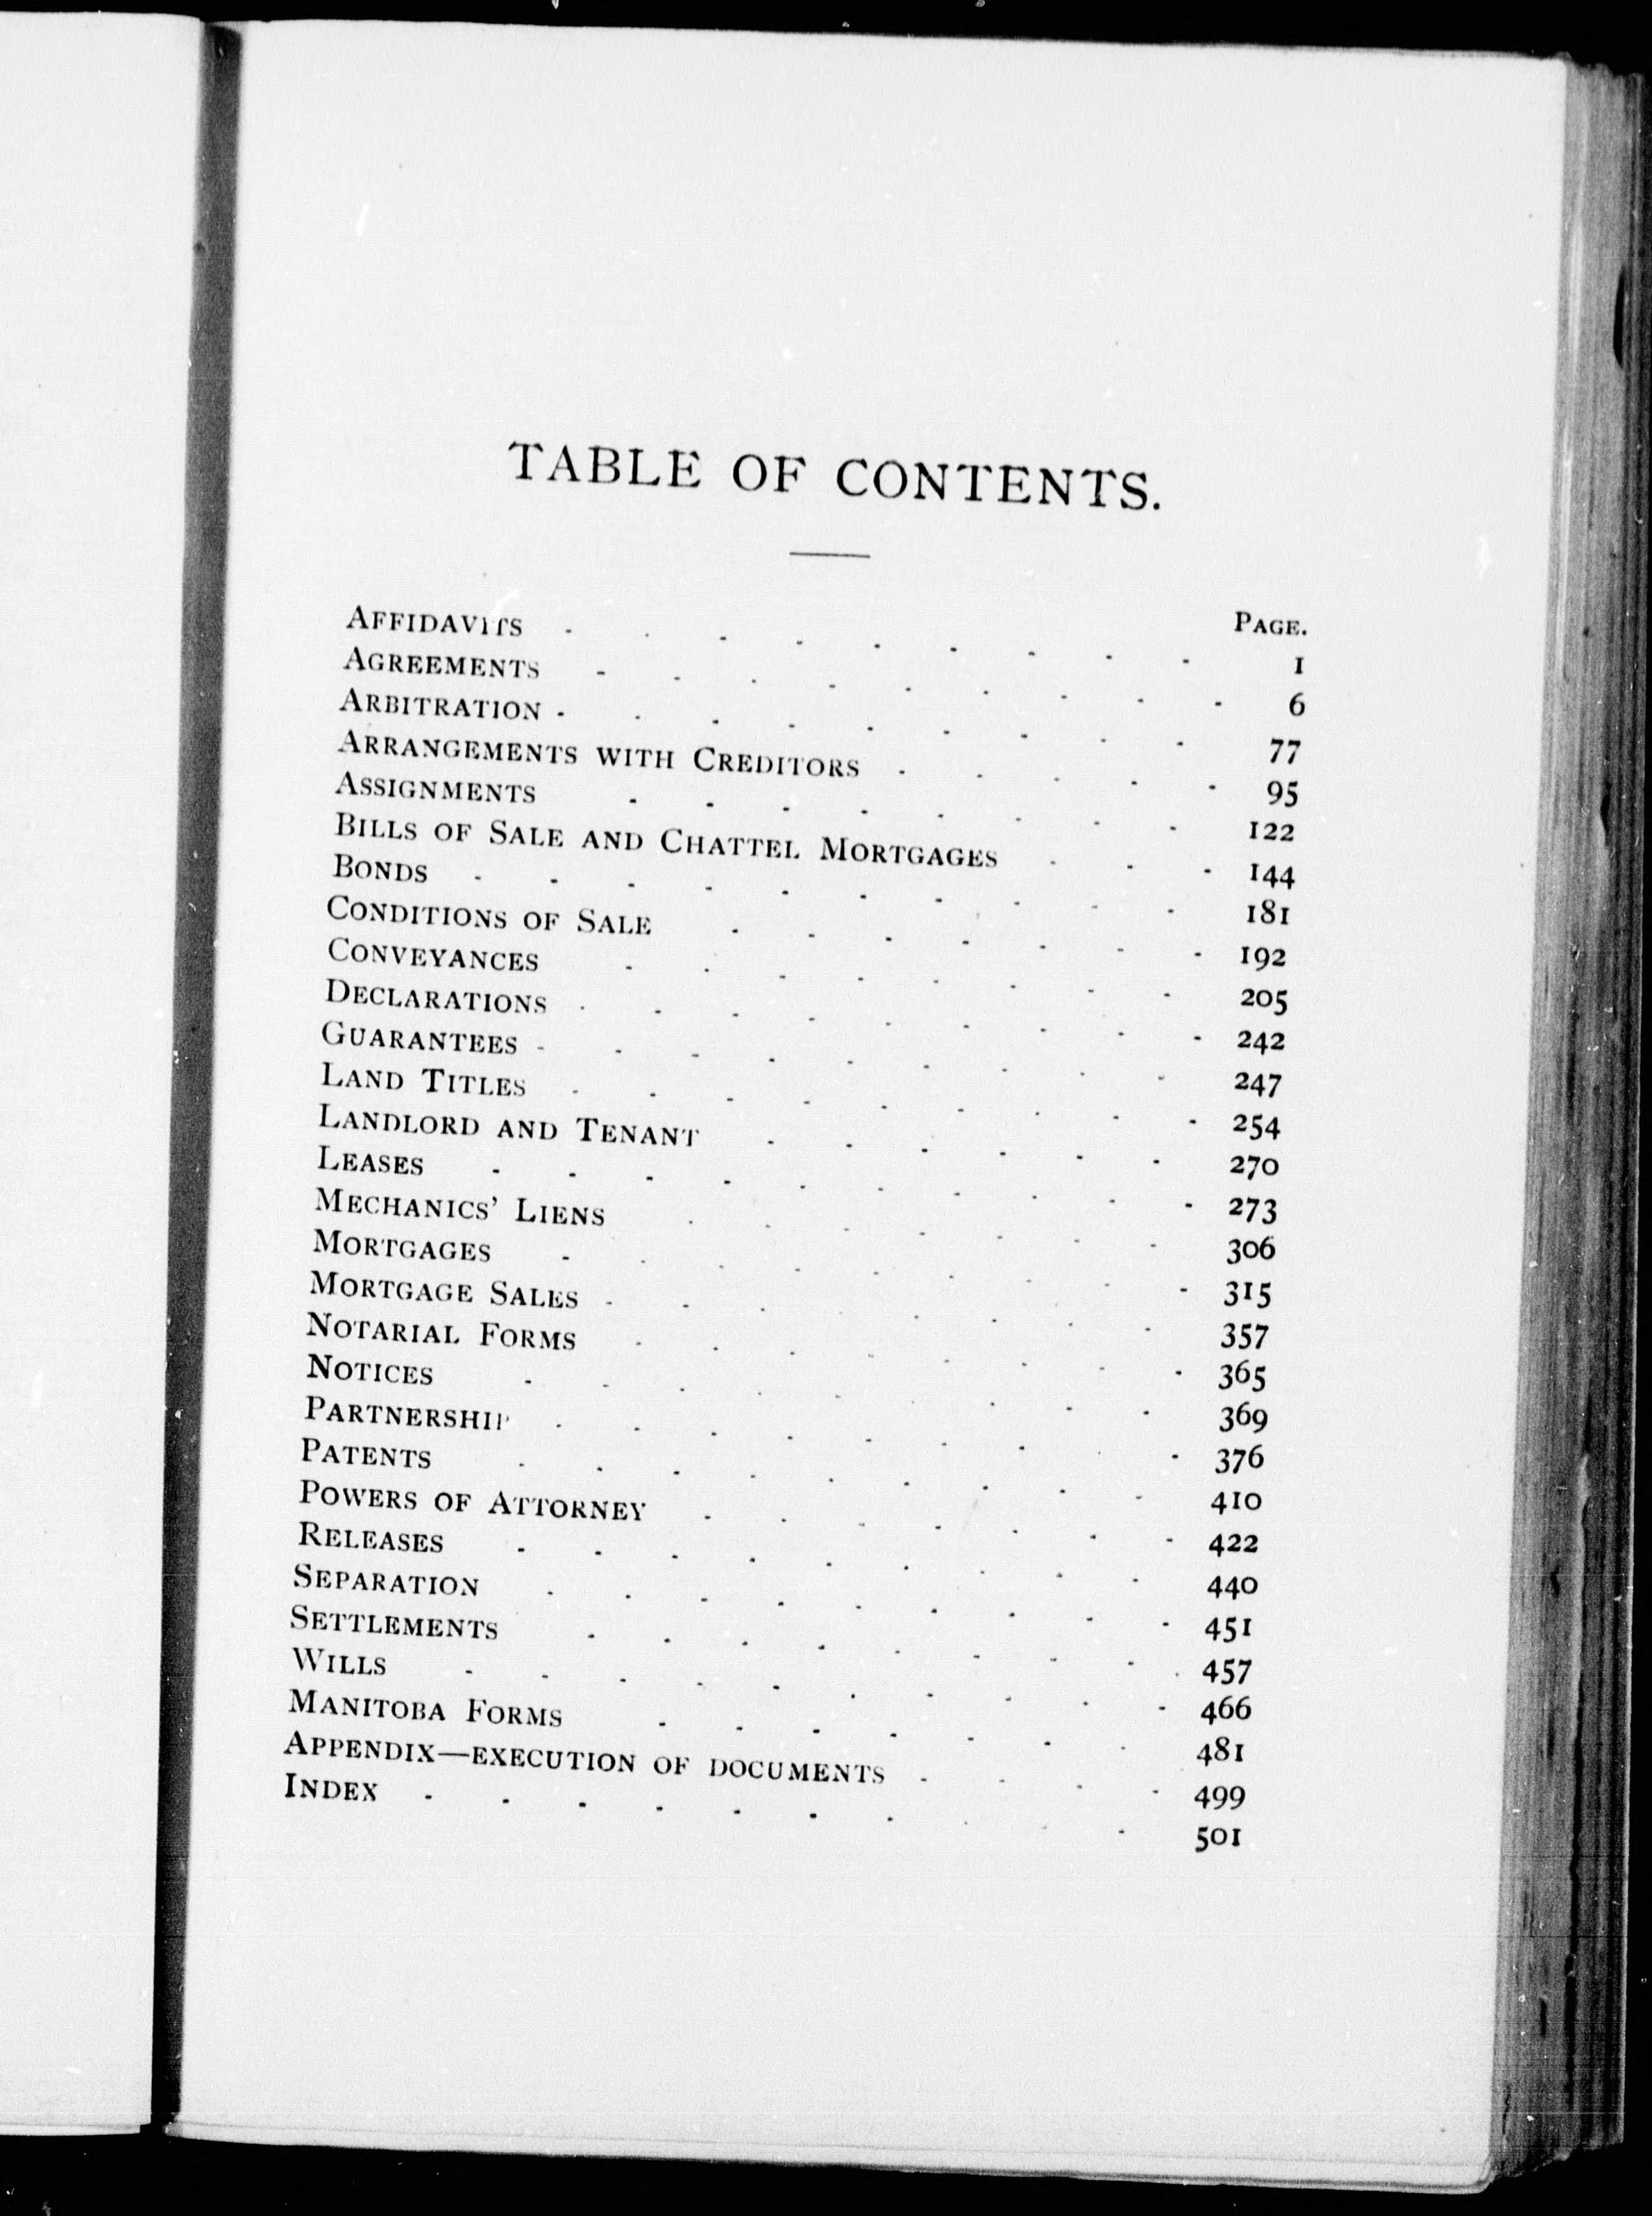 TABLE OF CONTENTS.
PAGE.
AFFIDAVITS - - - - - - - - - 1
AGREEMENTS - - - - - - - - - 6
ARBITRATION - - - - - - - - - 77
ARRANGEMENTS WITH CREDITORS - - - - - 95
ASSIGNMENTS - - - - - - - - 122
BILLS OF SALE AND CHATTEL MORTGAGES - - - 144
BONDS - - - - - - - - - - 181
CONDITIONS OF SALE - - - - - - - 192
CONVEYANCES - - - - - - - - 205
DECLARATIONS - - - - - - - - - 242
GUARANTEES - - - - - - - - - 247
LAND TITLES - - - - - - - - - 254
LANDLORD AND TENANT - - - - - - 270
LEASES - - - - - - - - - - 273
MECHANICS' LIENS - - - - - - - 306
MORTGAGES - - - - - - - - - 315
MORTGAGE SALES - - - - - - - - 357
NOTARIAL FORMS - - - - - - - - 365
NOTICES - - - - - - - - - 369
PARTNERSHIP - - - - - - - - - 376
PATENTS - - - - - - - - - 410
POWERS OF ATTORNEY - - - - - - - 422
RELEASES - - - - - - - - - 440
SEPARATION - - - - - - - - - 451
SETTLEMENTS - - - - - - - - 457
WILLS - - - - - - - - - - 466
MANITOBA FORMS - - - - - - - 481
APPENDIX—EXECUTION OF DOCUMENTS - - - - 499
INDEX - - - - - - - - - - 501